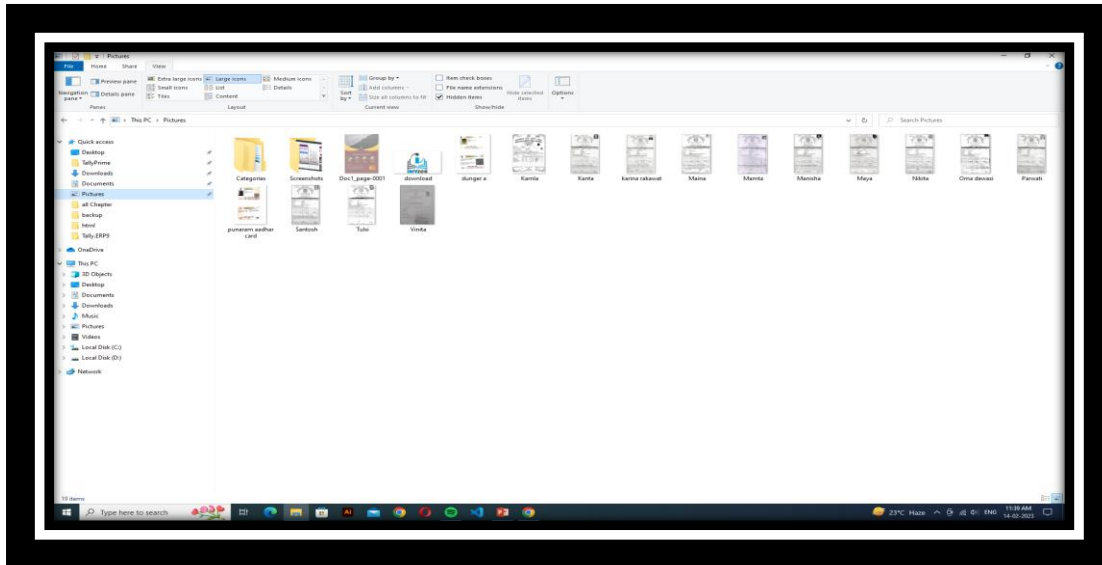 Pictures
File Home Share View
Navigation pane
Preview pane
Details pane
Panes
Extra large icons Large icons Medium icons
Small icons List Details
Tiles Content
Layout
Sort by
Group by
Add columns
Size all columns to fit
Current view
Item check boxes
File name extensions
Hidden items
Hide selected items
Show/hide
Options
This PC Pictures
Search Pictures
Quick access
Desktop
TallyPrime
Downloads
Documents
Pictures
all Chapter
backup
html
Tally.ERP9
OneDrive
This PC
3D Objects
Desktop
Documents
Downloads
Music
Pictures
Videos
Local Disk (C:)
Local Disk (D:)
Network
Categories Screenshots Doc1_page-0001 download dunger e Kamla Kanta karina rakawat Maina Mamta Manisha Maya Nikita Oma dewasi Parwati
punaram aadhar card Santosh Tulsi Vinita
19 items
Type here to search
23°C Haze ENG 11:39 AM
14-02-2023